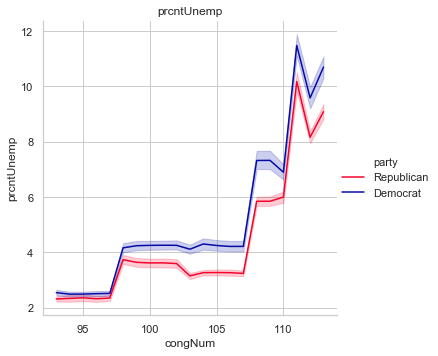 prcntUnemp
12
10
8
6
4
2
prcntUnemp
95
100
105
110
congNum
party
Republican
Democrat